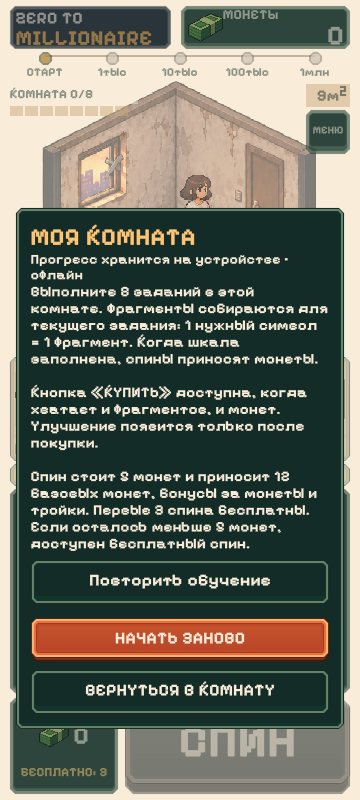 ZERO TO
MILLIONAIRE
МОНЕТЫ
0
СТАРТ
1тыс
10тыс
100тыс
1млн
КОМНАТА 0/8
9м²
МЕНЮ
МОЯ КОМНАТА
Прогресс хранится на устройстве ·
офлайн
Выполните 8 заданий в этой
комнате. Фрагменты собираются для
текущего задания: 1 нужный символ
= 1 фрагмент. Когда шкала
заполнена, спины приносят монеты.
Кнопка «КУПИТЬ» доступна, когда
хватает и фрагментов, и монет.
Улучшение появится только после
покупки.
Спин стоит 8 монет и приносит 12
базовых монет, бонусы за монеты и
тройки. Первые 3 спина бесплатны.
Если осталось меньше 8 монет,
доступен бесплатный спин.
Повторить обучение
НАЧАТЬ ЗАНОВО
ВЕРНУТЬСЯ В КОМНАТУ
0
БЕСПЛАТНО: 3
СПИН